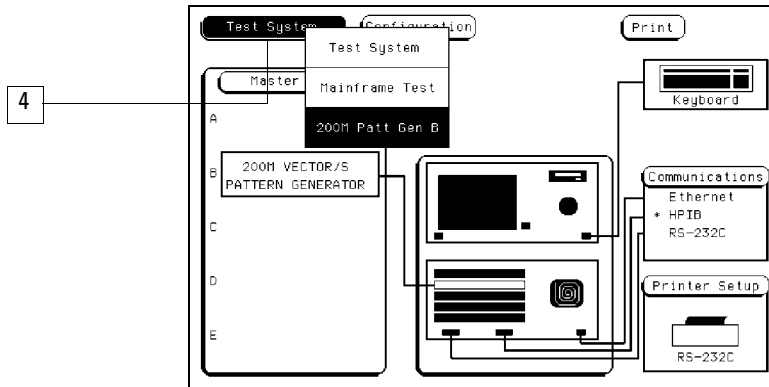 Test System
Configuration
Print
Test System
Mainframe Test
200M Patt Gen B
4
Master
A
B
200M VECTOR/S
PATTERN GENERATOR
C
D
E
Keyboard
Communications
Ethernet
* HPIB
RS-232C
Printer Setup
RS-232C